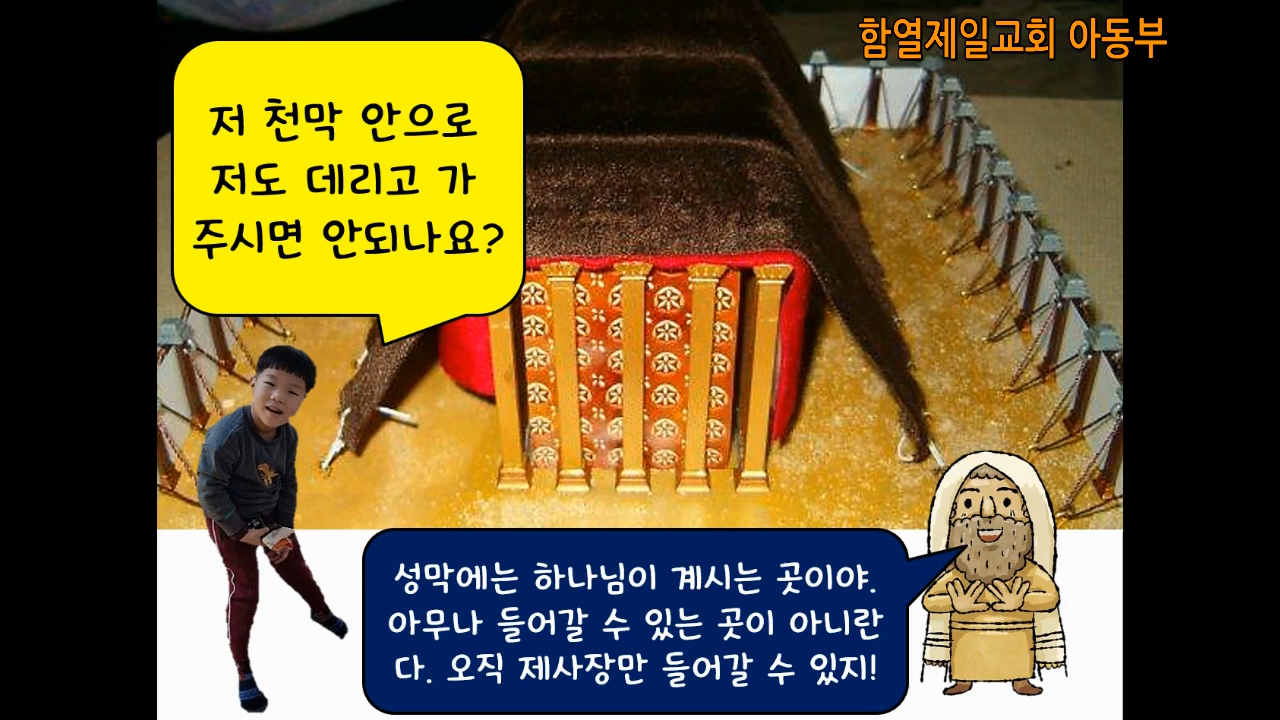 함열제일교회 아동부
저 천막 안으로
저도 데리고 가
주시면 안되나요?
성막에는 하나님이 계시는 곳이야.
아무나 들어갈 수 있는 곳이 아니란
다. 오직 제사장만 들어갈 수 있지!